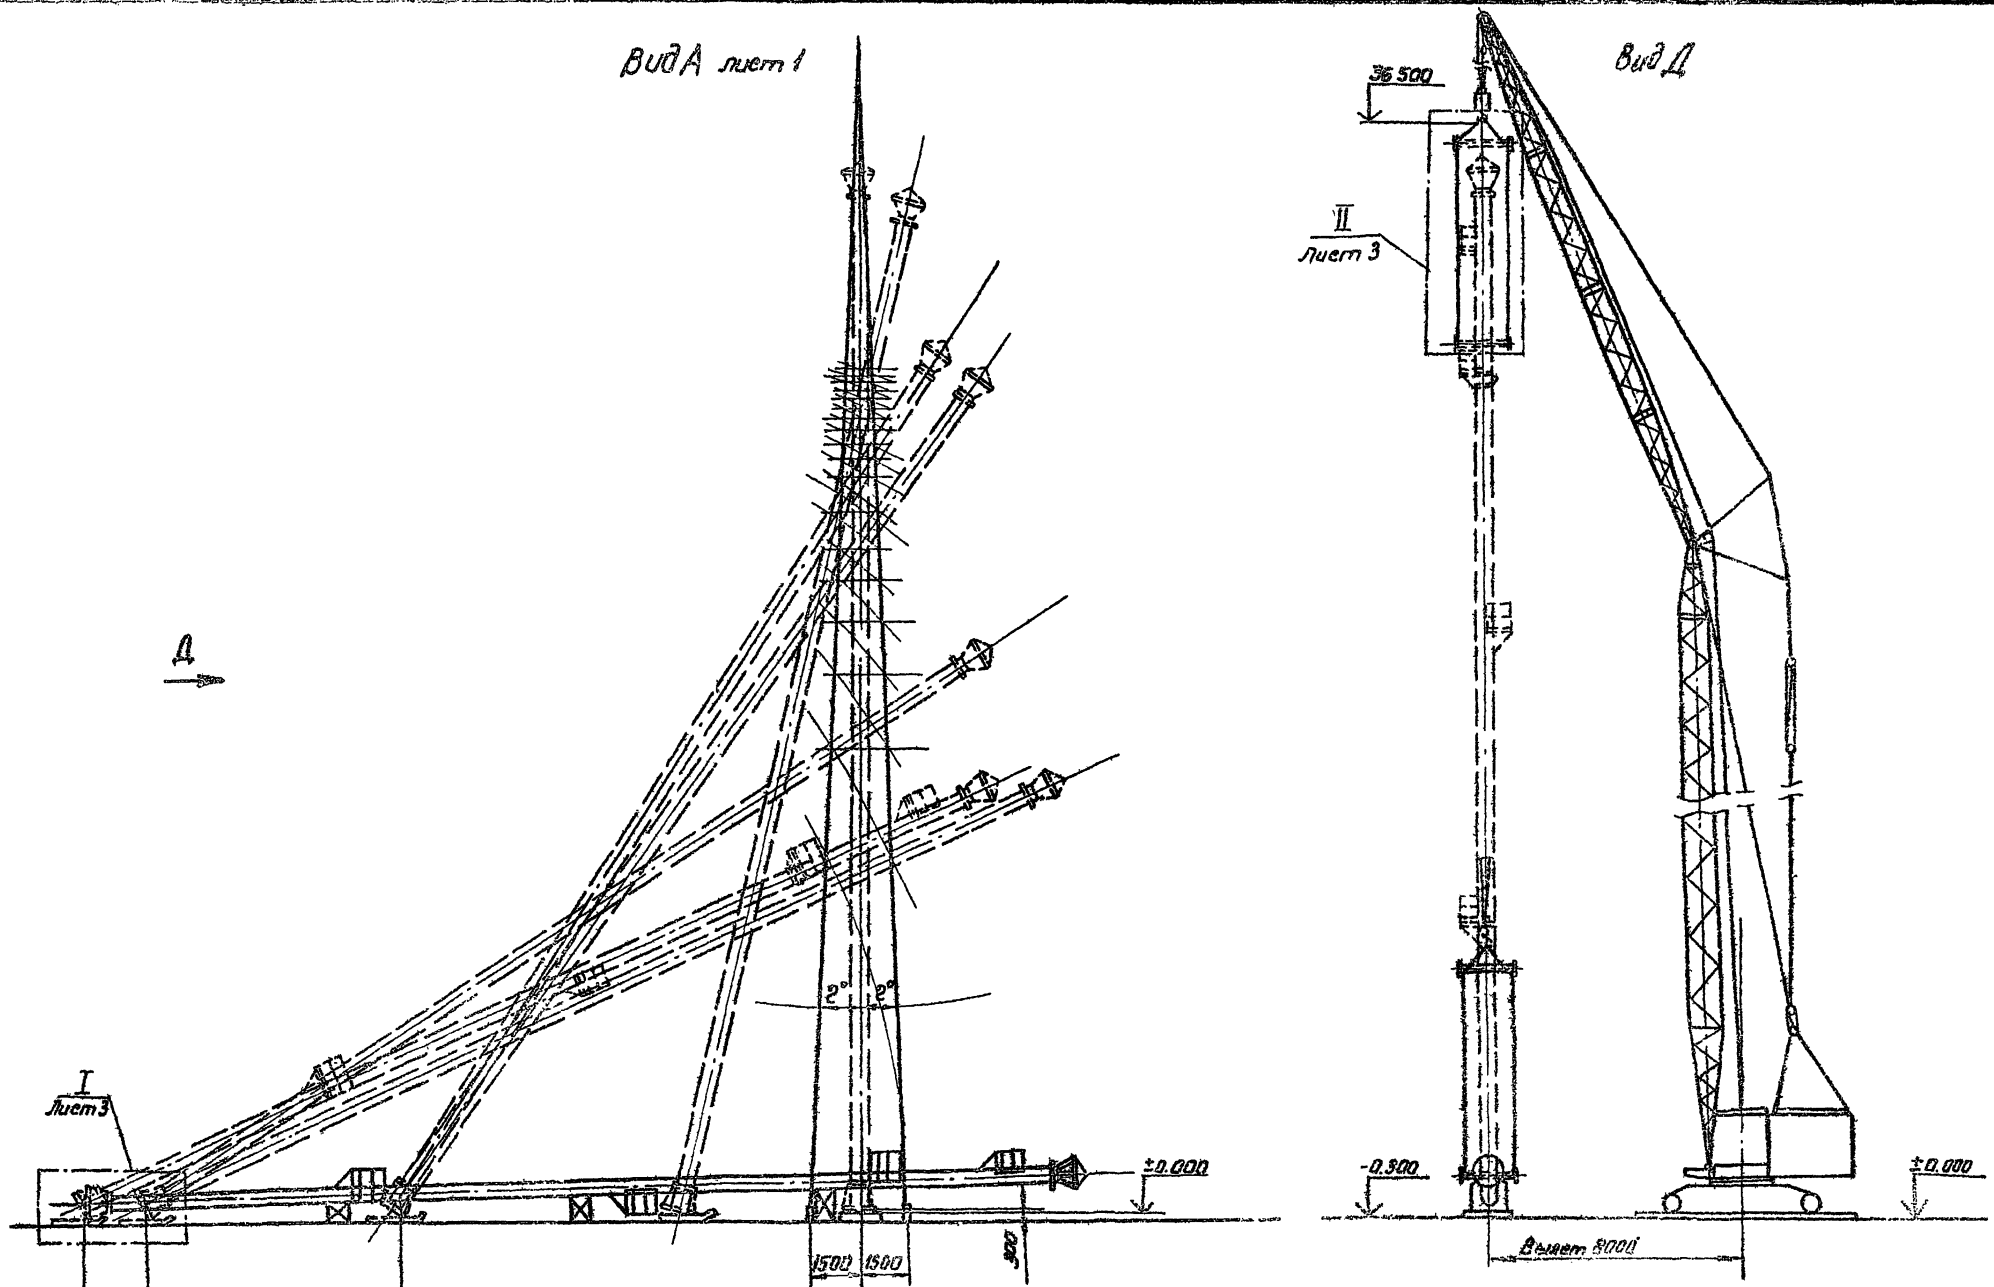 Вид А лист 1
Вид Д
36 500
II
лист 3
Д
2° 2°
I
Лист 3
±0.000
-0.300
±0.000
1500 1500
300
Вылет 8000